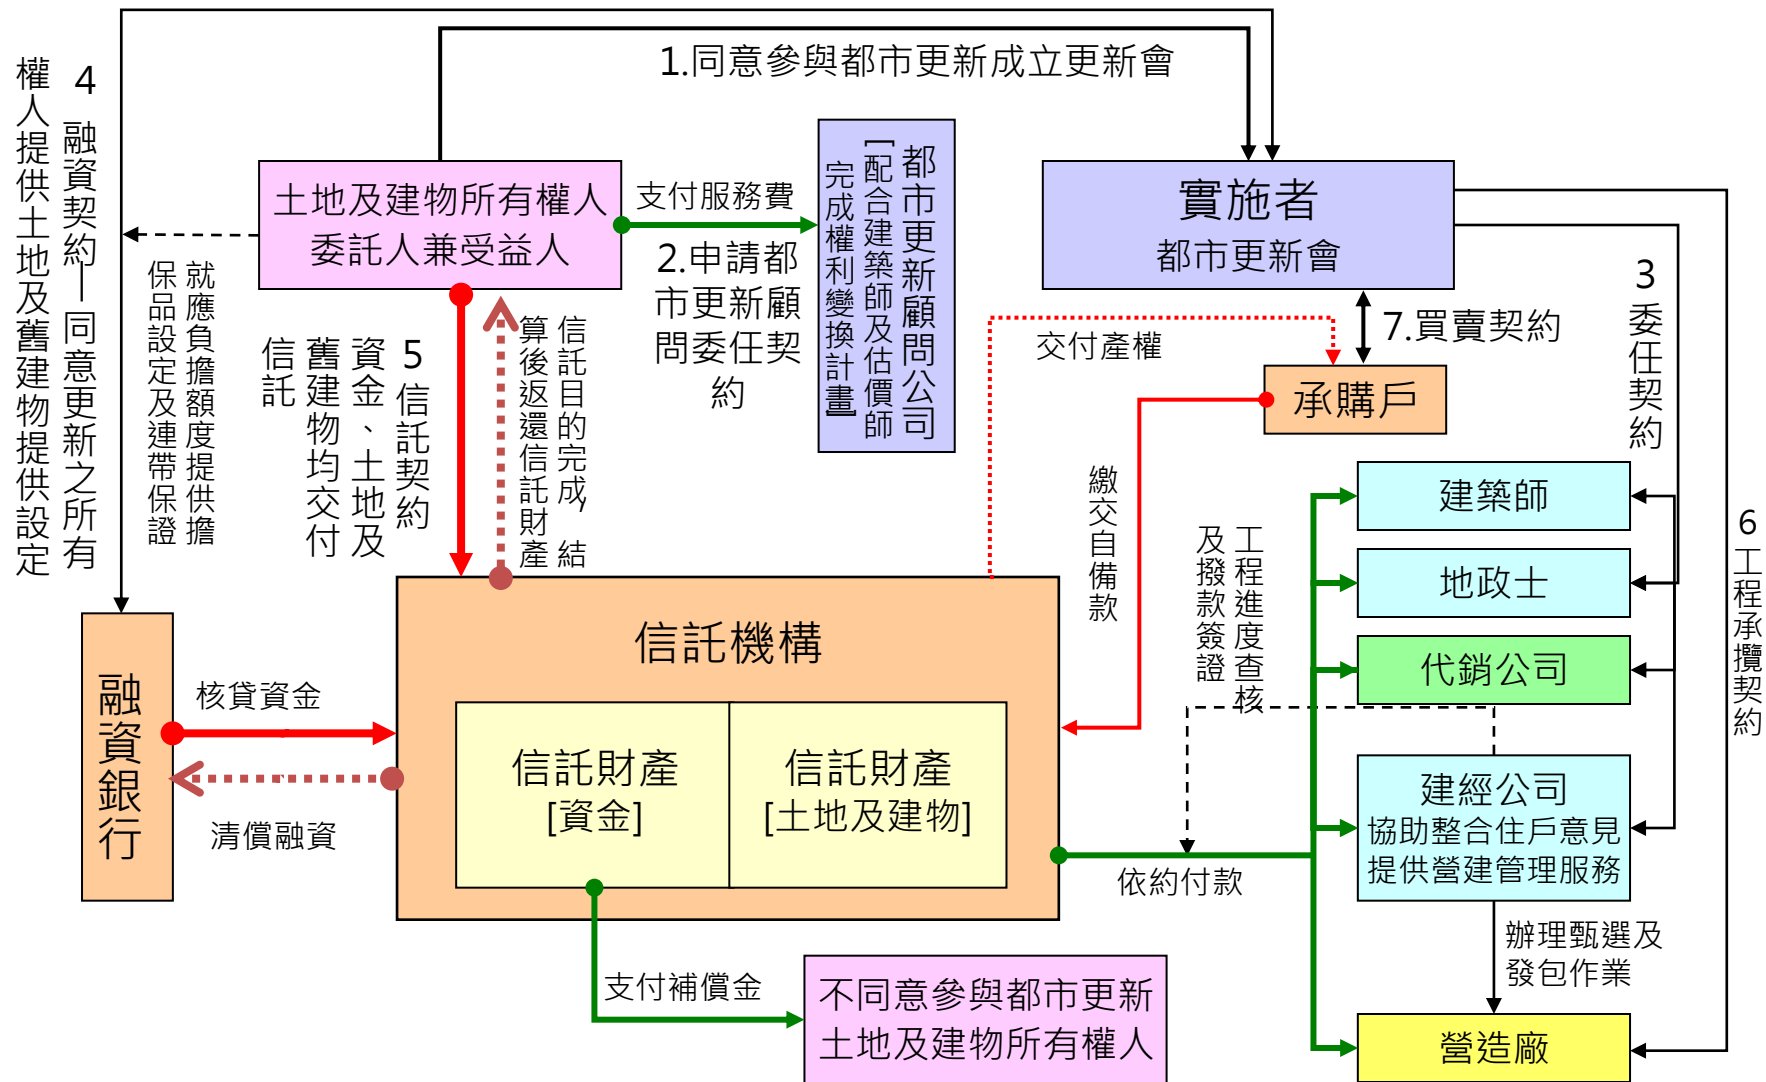 1.同意參與都市更新成立更新會
4 融資契約—同意更新之所有
權人提供土地及舊建物提供設定
土地及建物所有權人
委託人兼受益人
支付服務費
2.申請都
市更新顧
問委任契
約
都市更新顧問公司
[配合建築師及估價師
完成權利變換計畫]
實施者
都市更新會
就應負擔額度提供擔
保品設定及連帶保證
5 信託契約
資金、土地及
舊建物均交付
信託
信託目的完成, 結
算後返還信託財產
交付產權
7.買賣契約
承購戶
3 委任契約
繳交自備款
工程進度查核
及撥款簽證
建築師
地政士
代銷公司
建經公司
協助整合住戶意見
提供營建管理服務
6 工程承攬契約
融資銀行
核貸資金
清償融資
信託機構
信託財產
[資金]
信託財產
[土地及建物]
依約付款
辦理甄選及
發包作業
支付補償金
不同意參與都市更新
土地及建物所有權人
營造廠